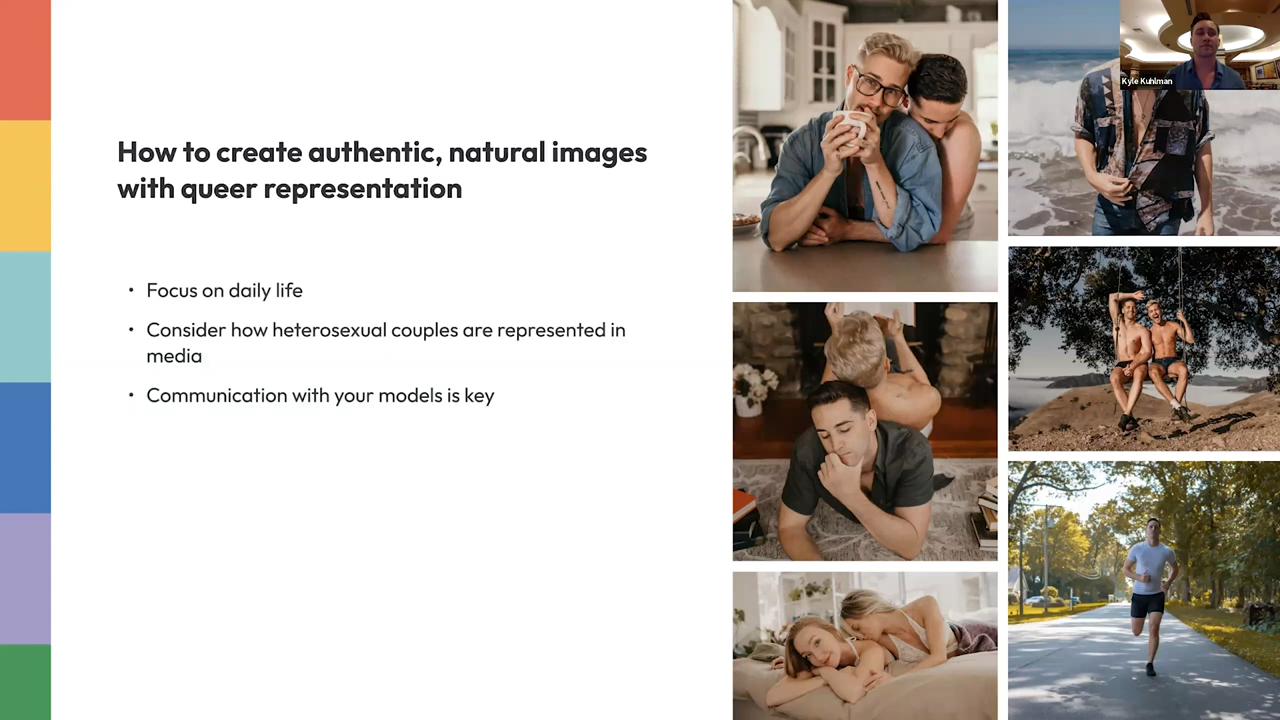 How to create authentic, natural images
with queer representation
• Focus on daily life
• Consider how heterosexual couples are represented in
media
• Communication with your models is key
Kyle Kuhlman